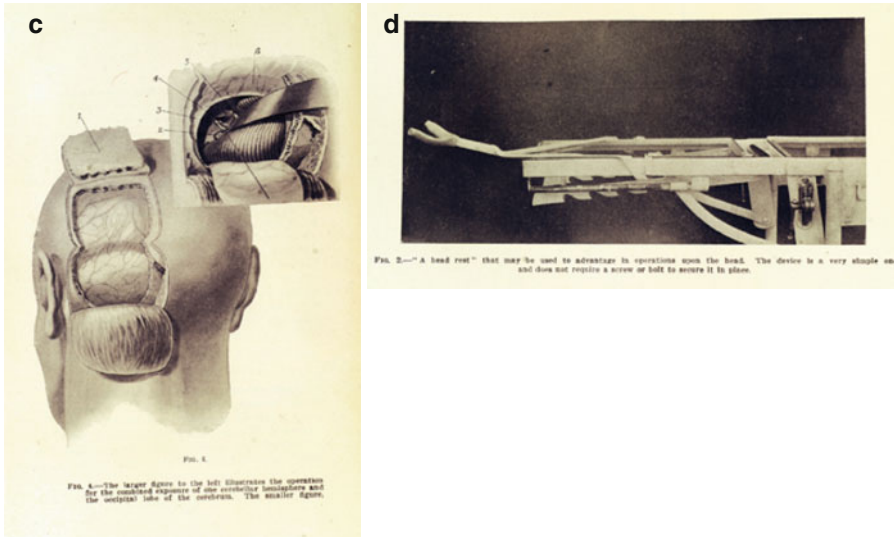 c
1
2
3
4
5
6
FIG. 4.
FIG. 4.—The larger figure to the left illustrates the operation
for the combined exposure of one cerebellar hemisphere and
the occipital lobe of the cerebrum. The smaller figure,
d
FIG. 2.—"A head rest" that may be used to advantage in operations upon the head. The device is a very simple on
and does not require a screw or bolt to secure it in place.